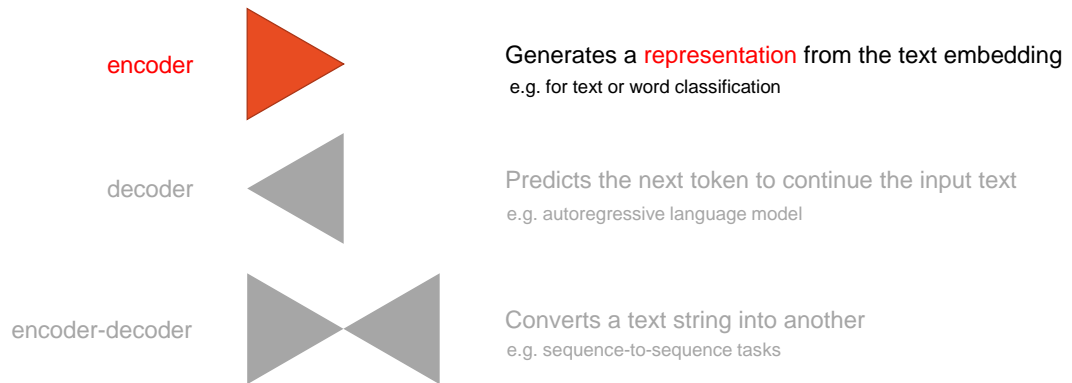 encoder
Generates a representation from the text embedding
e.g. for text or word classification
decoder
Predicts the next token to continue the input text
e.g. autoregressive language model
encoder-decoder
Converts a text string into another
e.g. sequence-to-sequence tasks